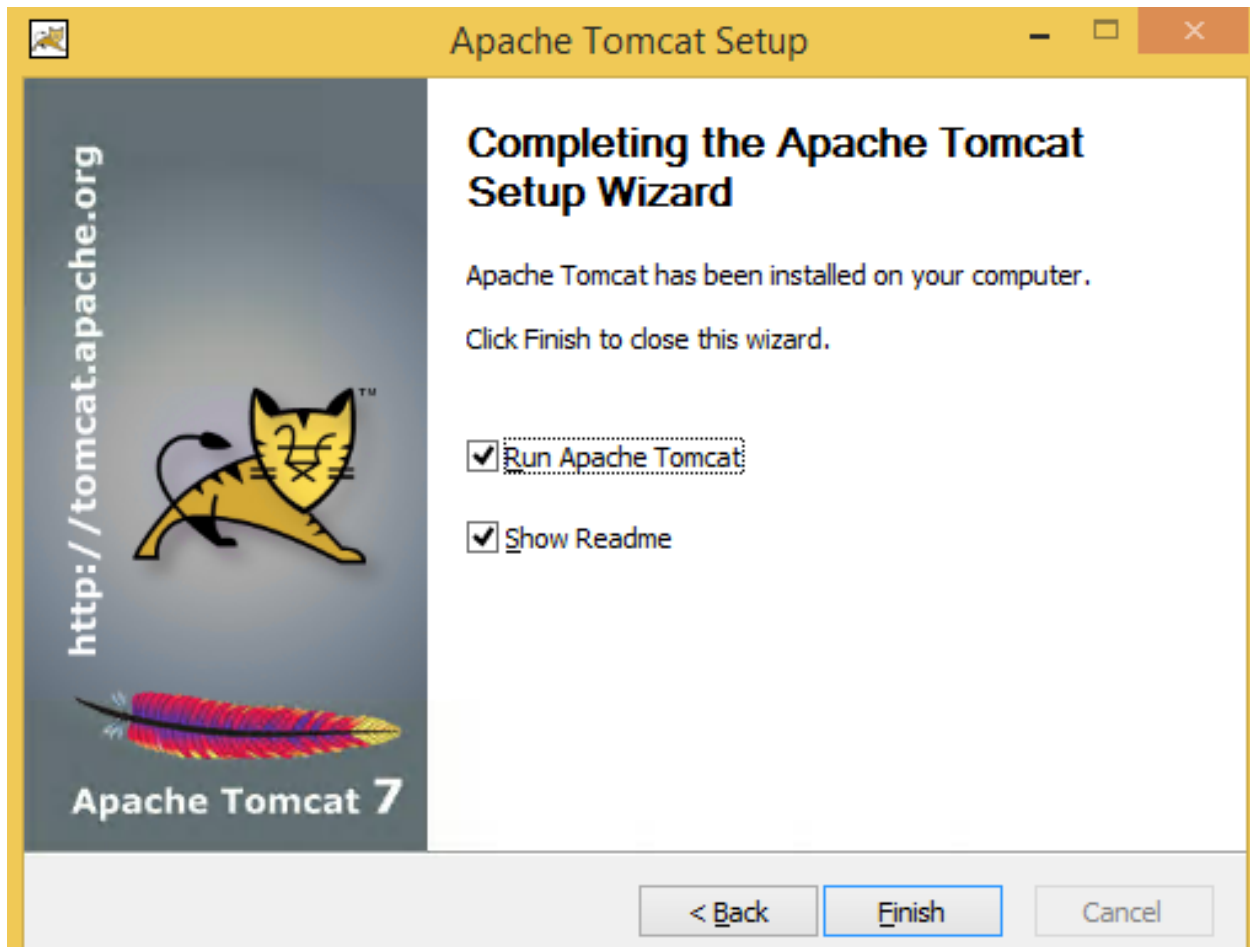 Apache Tomcat Setup
http://tomcat.apache.org
TM
Apache Tomcat 7
Completing the Apache Tomcat
Setup Wizard
Apache Tomcat has been installed on your computer.
Click Finish to close this wizard.
Run Apache Tomcat
Show Readme
< Back
Finish
Cancel